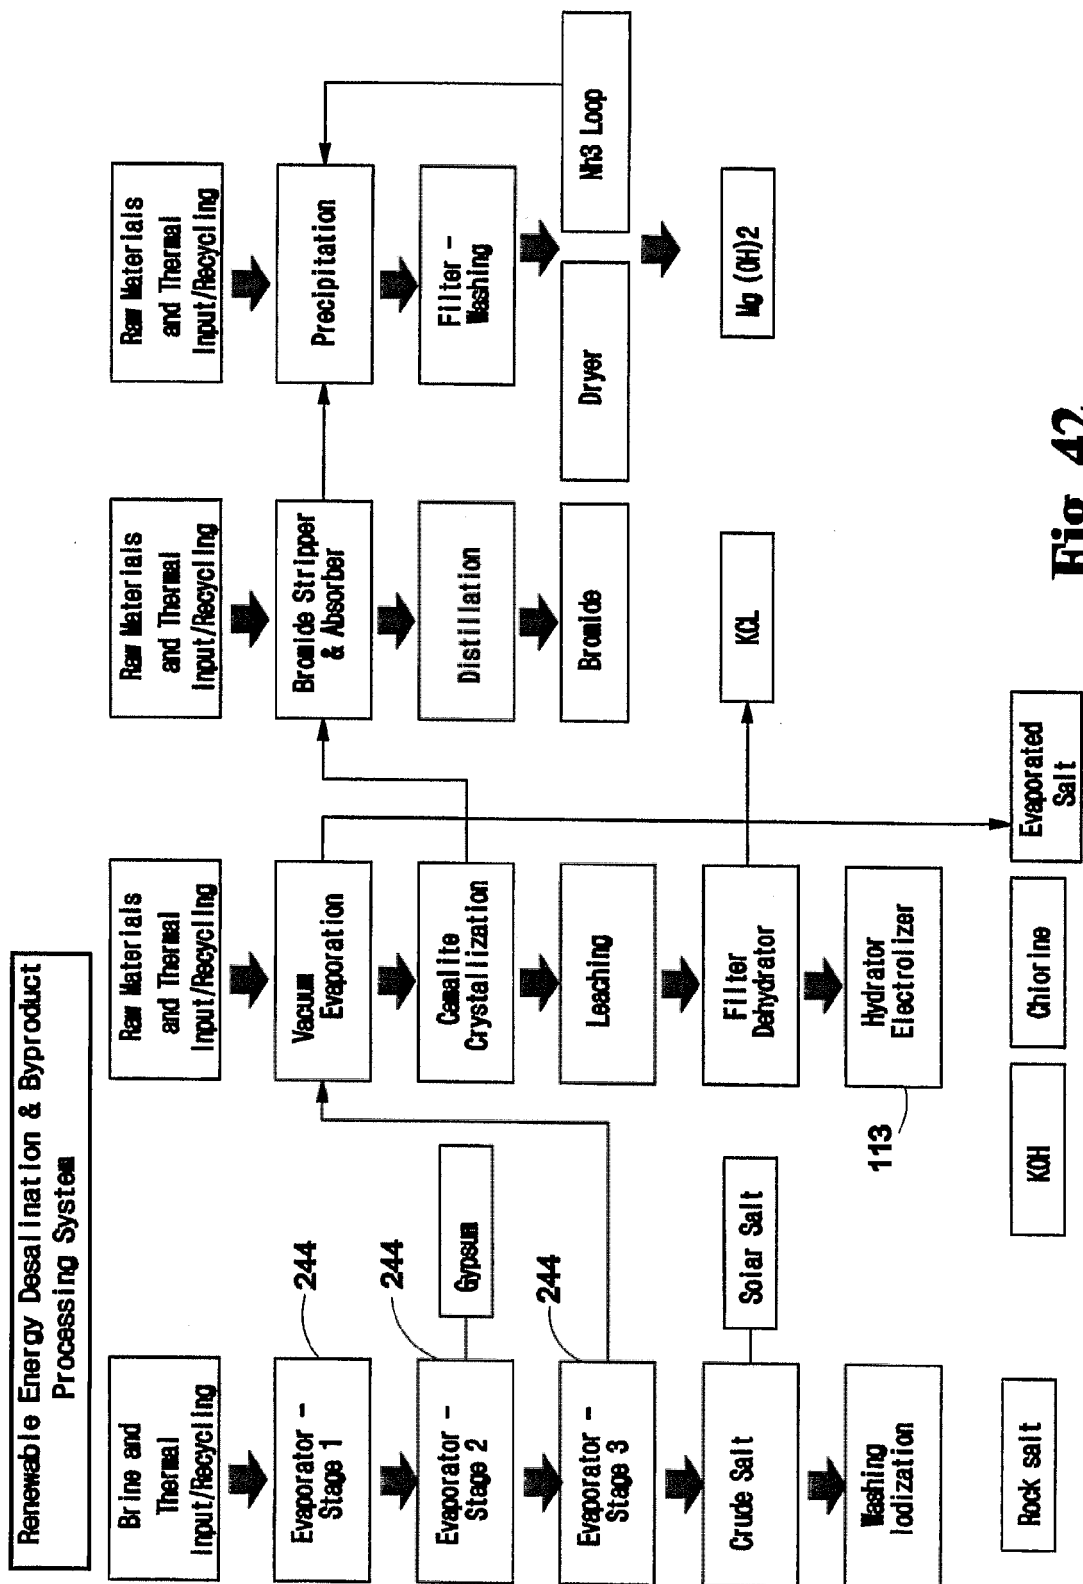 Renewable Energy Desalination & Byproduct
Processing System
Brine and
Thermal
Input/Recycling
Evaporator -
Stage 1
244
Evaporator -
Stage 2
244
Gypsum
Evaporator -
Stage 3
244
Crude Salt
Solar Salt
Washing
Iodization
Rock salt
Raw Materials
and Thermal
Input/Recycling
Vacuum
Evaporation
Camalite
Crystallization
Leaching
Filter
Dehydrator
Hydrator
Electrolizer
113
KOH
Chlorine
Evaporated
Salt
Raw Materials
and Thermal
Input/Recycling
Bromide Stripper
& Absorber
Distillation
Bromide
KCL
Raw Materials
and Thermal
Input/Recycling
Precipitation
Filter -
Washing
Dryer
Nh3 Loop
Mg (OH)2
Fig 42